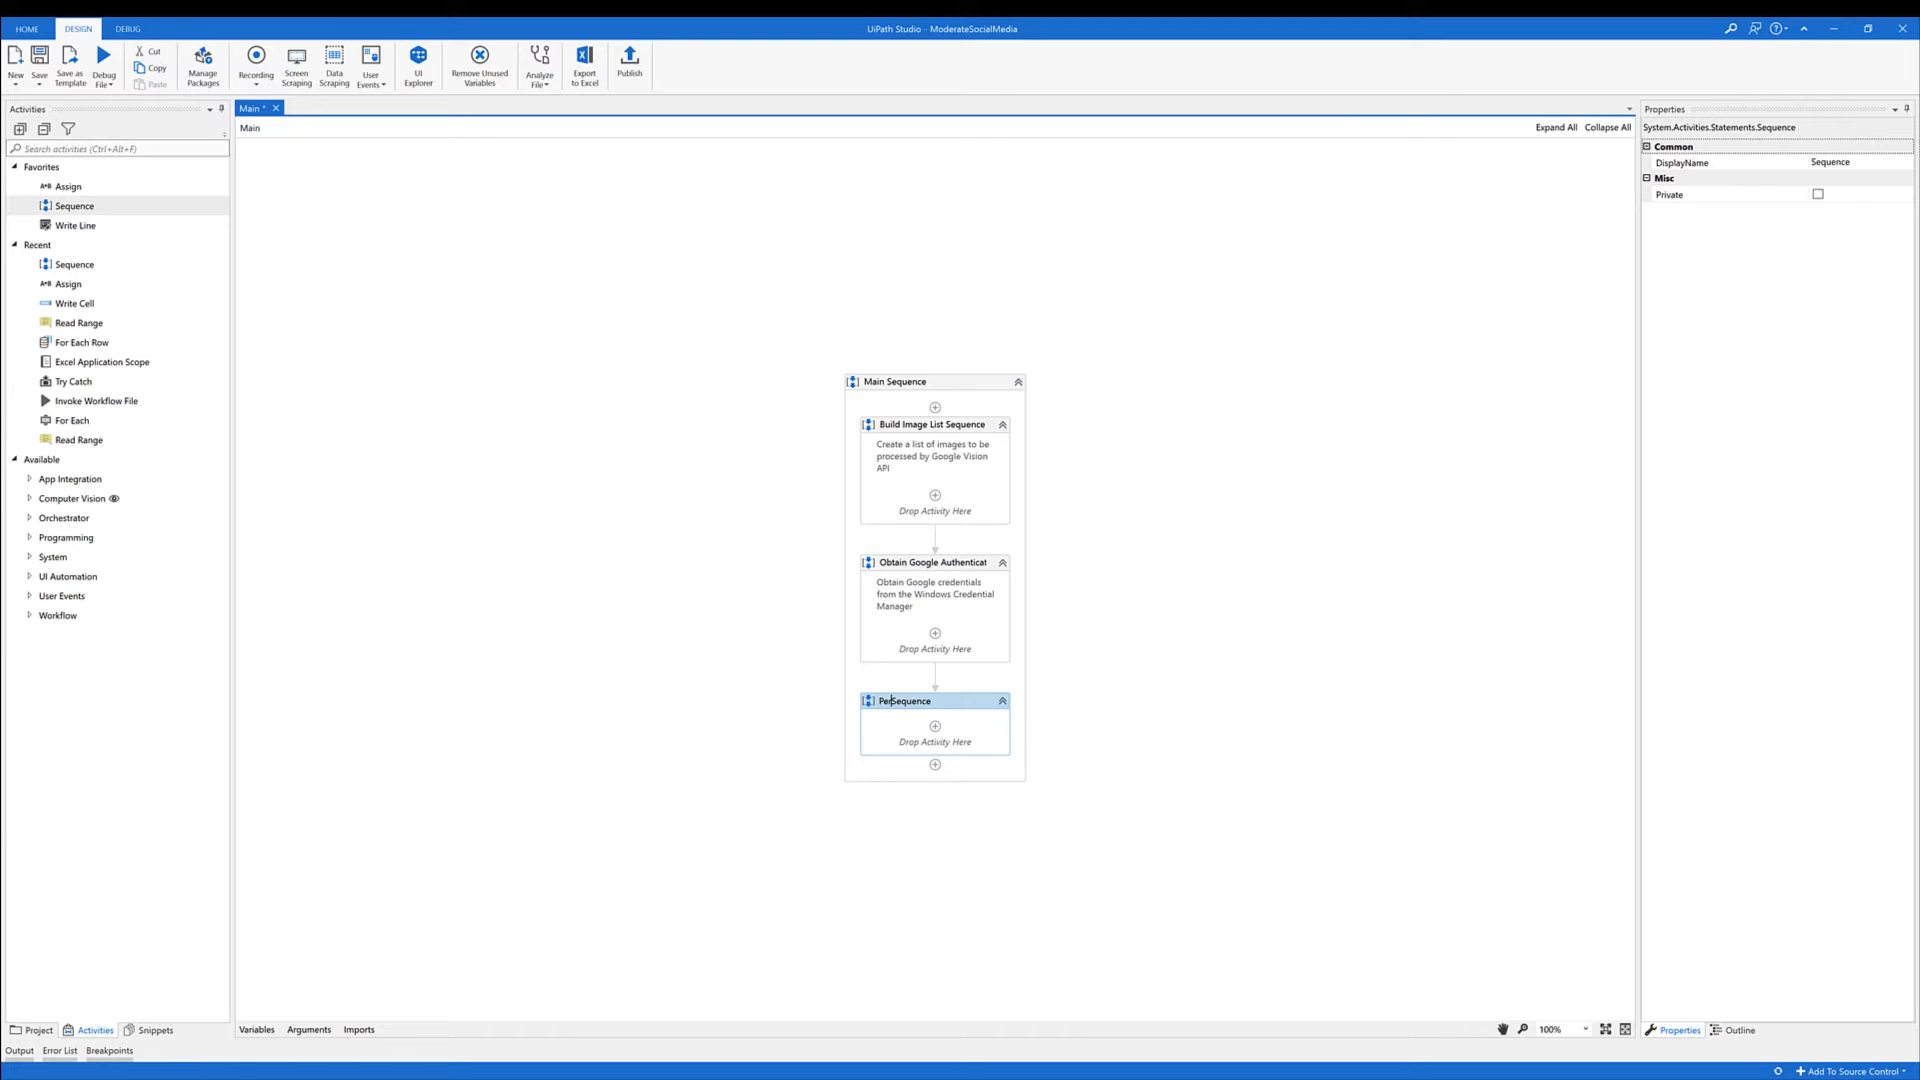 HOME DESIGN DEBUG
UiPath Studio - ModerateSocialMedia
New
Save
Save as
Template
Debug
File
Cut
Copy
Paste
Manage
Packages
Recording
Screen
Scraping
Data
Scraping
User
Events
UI
Explorer
Remove Unused
Variables
Analyze
File
Export
to Excel
Publish
Activities
Search activities (Ctrl+Alt+F)
Favorites
Assign
Sequence
Write Line
Recent
Sequence
Assign
Write Cell
Read Range
For Each Row
Excel Application Scope
Try Catch
Invoke Workflow File
For Each
Read Range
Available
App Integration
Computer Vision
Orchestrator
Programming
System
UI Automation
User Events
Workflow
Project Activities Snippets
Output Error List Breakpoints
Main *
Main
Expand All Collapse All
Main Sequence
Build Image List Sequence
Create a list of images to be
processed by Google Vision
API
Drop Activity Here
Obtain Google Authenticat
Obtain Google credentials
from the Windows Credential
Manager
Drop Activity Here
PerSequence
Drop Activity Here
Variables Arguments Imports
100%
Properties
System.Activities.Statements.Sequence
Common
DisplayName Sequence
Misc
Private
Properties Outline
Add To Source Control